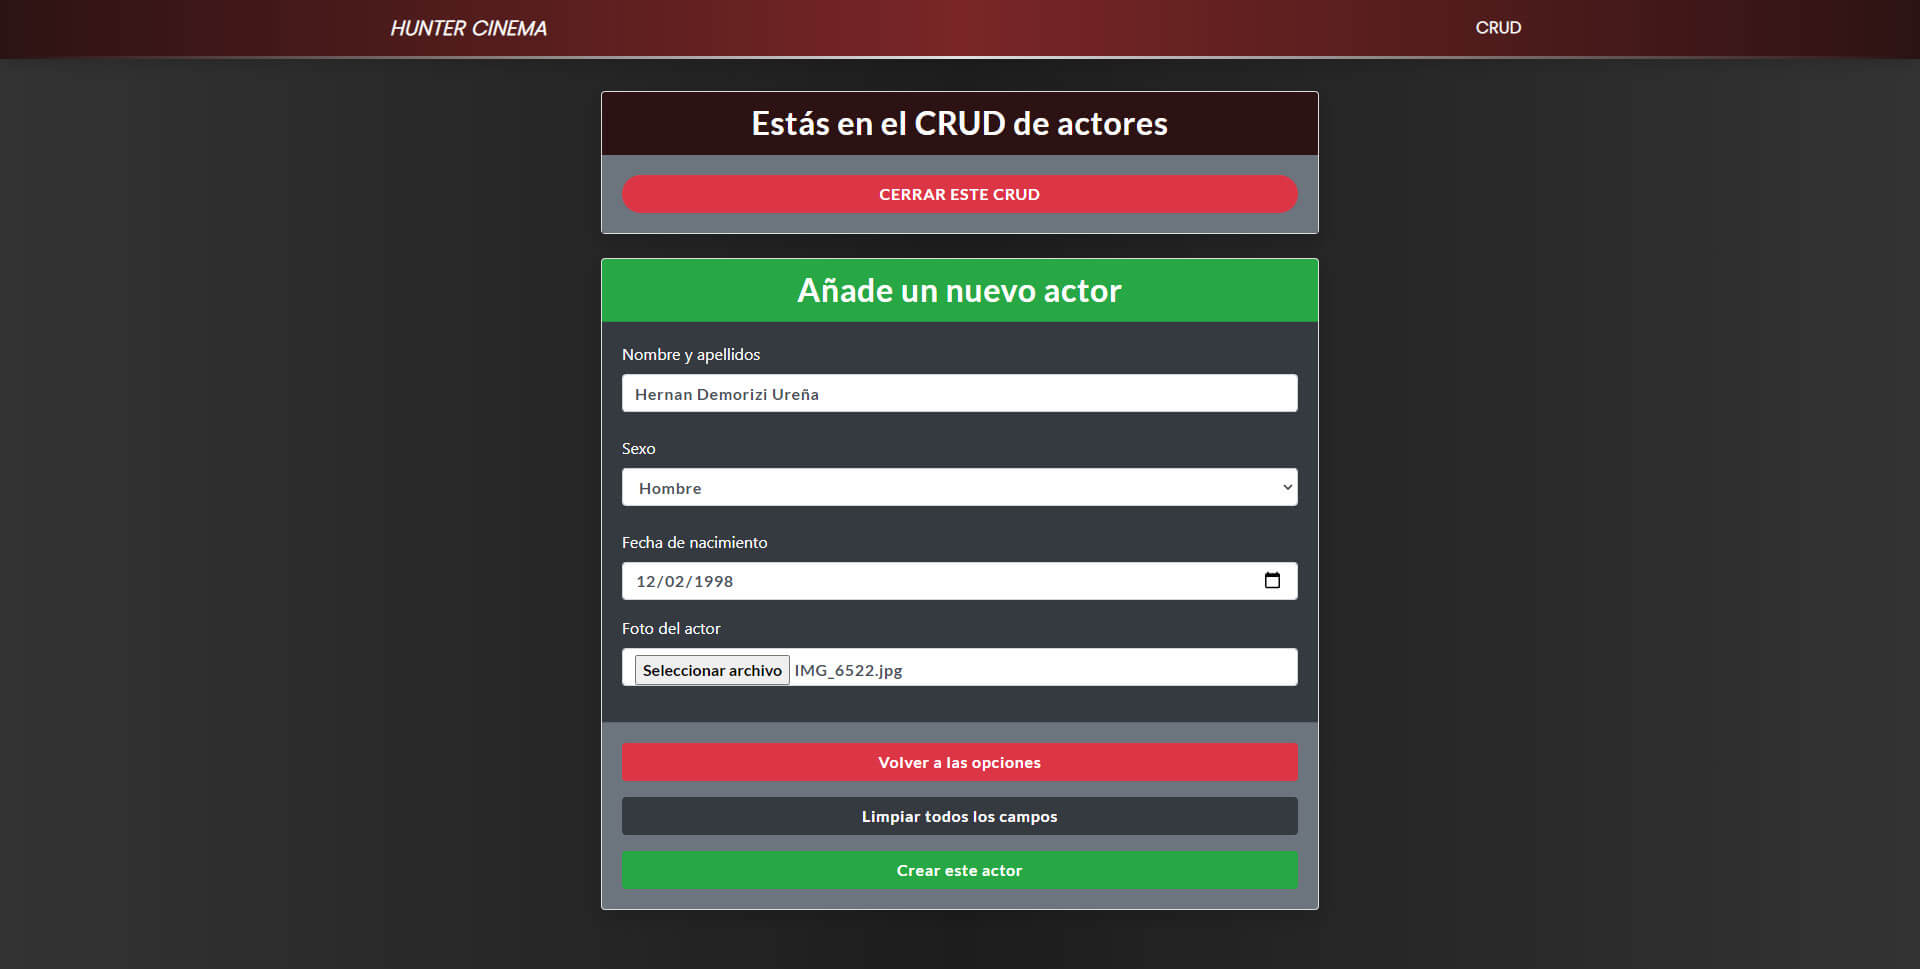 HUNTER CINEMA
CRUD
Estás en el CRUD de actores
CERRAR ESTE CRUD
Añade un nuevo actor
Nombre y apellidos
Hernan Demorizi Ureña
Sexo
Hombre
Fecha de nacimiento
12/02/1998
Foto del actor
Seleccionar archivo IMG_6522.jpg
Volver a las opciones
Limpiar todos los campos
Crear este actor